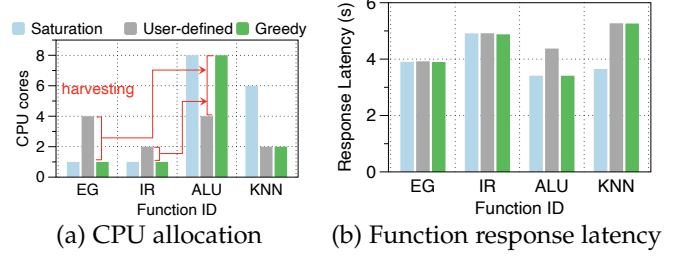 Saturation User-defined Greedy
CPU cores
8
6
4
2
0
harvesting
EG IR ALU KNN
Function ID
(a) CPU allocation
Response Latency (s)
6
4
2
0
EG IR ALU KNN
Function ID
(b) Function response latency